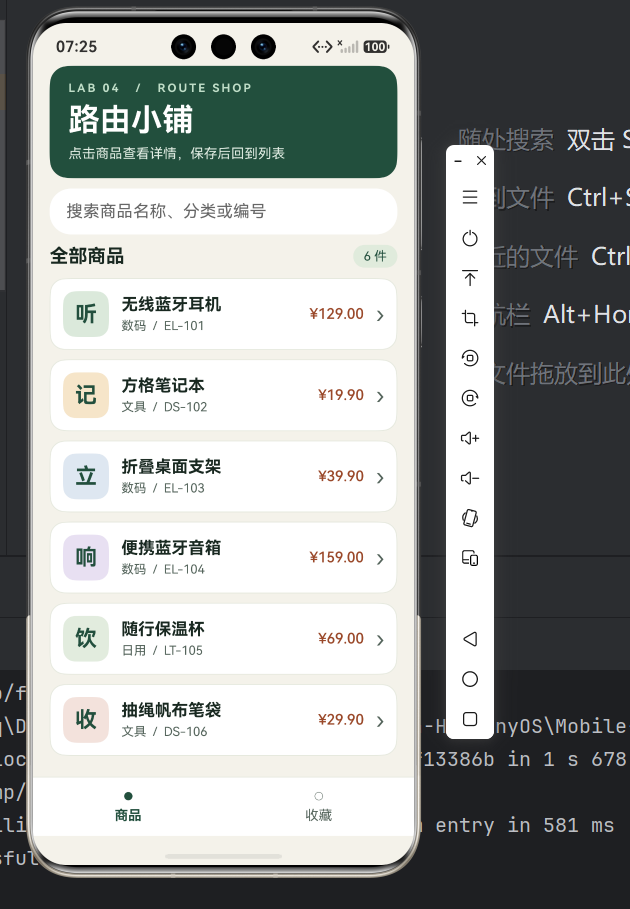 07:25
100
LAB 04 / ROUTE SHOP
路由小铺
点击商品查看详情，保存后回到列表
搜索商品名称、分类或编号
全部商品
6 件
听
无线蓝牙耳机
数码 / EL-101
¥129.00
记
方格笔记本
文具 / DS-102
¥19.90
立
折叠桌面支架
数码 / EL-103
¥39.90
响
便携蓝牙音箱
数码 / EL-104
¥159.00
饮
随行保温杯
日用 / LT-105
¥69.00
收
抽绳帆布笔袋
文具 / DS-106
¥29.90
商品
收藏
随处搜索 双击 S
到文件 Ctrl+S
近的文件 Ctrl
航栏 Alt+Ho
文件拖放到此
nyOS\Mobile
13386b in 1 s 678
entry in 581 ms